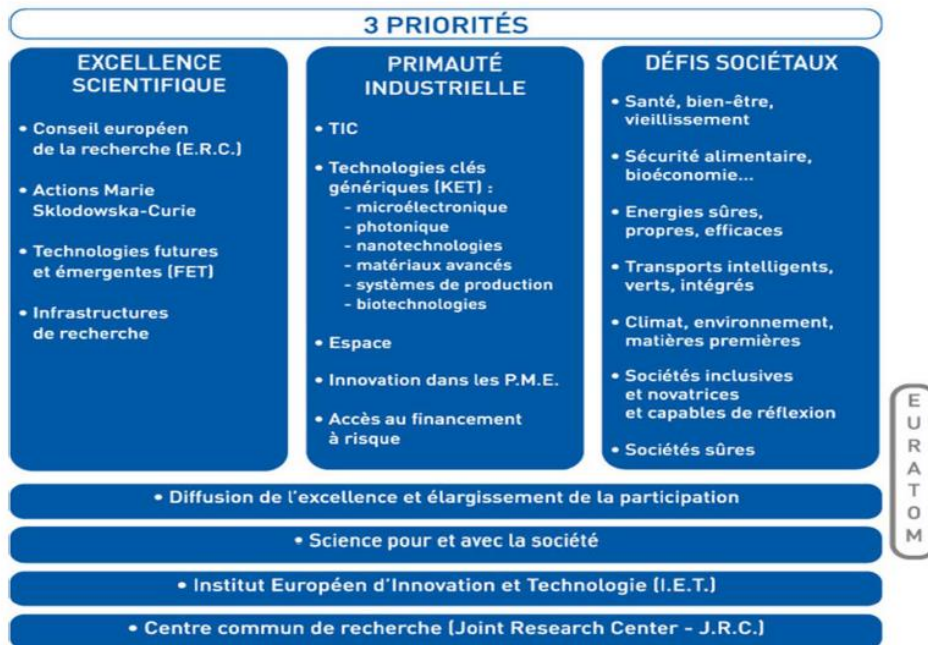 3 PRIORITÉS
EXCELLENCE
SCIENTIFIQUE
• Conseil européen
de la recherche (E.R.C.)
• Actions Marie
Sklodowska-Curie
• Technologies futures
et émergentes (FET)
• Infrastructures
de recherche
PRIMAUTÉ
INDUSTRIELLE
• TIC
• Technologies clés
génériques (KET) :
- microélectronique
- photonique
- nanotechnologies
- matériaux avancés
- systèmes de production
- biotechnologies
• Espace
• Innovation dans les P.M.E.
• Accès au financement
à risque
DÉFIS SOCIÉTAUX
• Santé, bien-être,
vieillissement
• Sécurité alimentaire,
bioéconomie...
• Energies sûres,
propres, efficaces
• Transports intelligents,
verts, intégrés
• Climat, environnement,
matières premières
• Sociétés inclusives
et novatrices
et capables de réflexion
• Sociétés sûres
• Diffusion de l'excellence et élargissement de la participation
• Science pour et avec la société
• Institut Européen d'Innovation et Technologie (I.E.T.)
• Centre commun de recherche (Joint Research Center - J.R.C.)
EURATOM